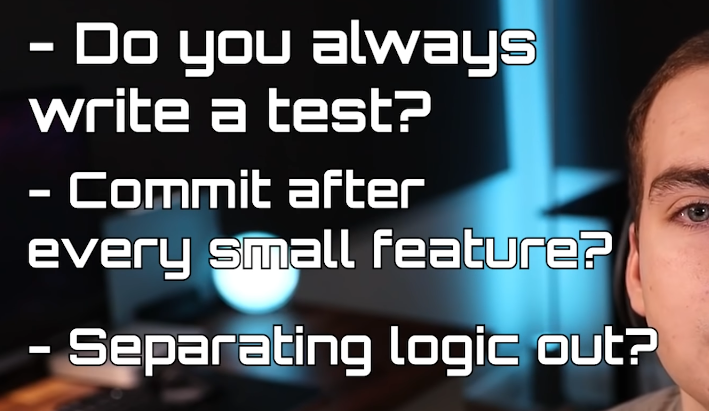 - Do you always
write a test?
- Commit after
every small feature?
- Separating logic out?